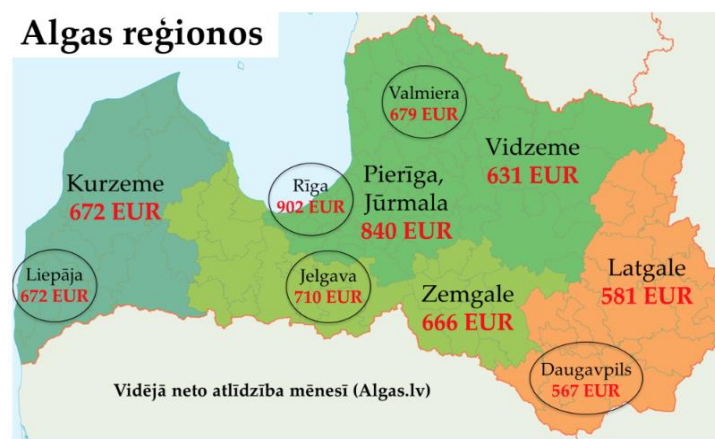 Algas reģionos
Valmiera
679 EUR
Vidzeme
631 EUR
Kurzeme
672 EUR
Rīga
902 EUR
Pierīga,
Jūrmala
840 EUR
Liepāja
672 EUR
Jelgava
710 EUR
Zemgale
666 EUR
Latgale
581 EUR
Daugavpils
567 EUR
Vidējā neto atlīdzība mēnesī (Algas.lv)